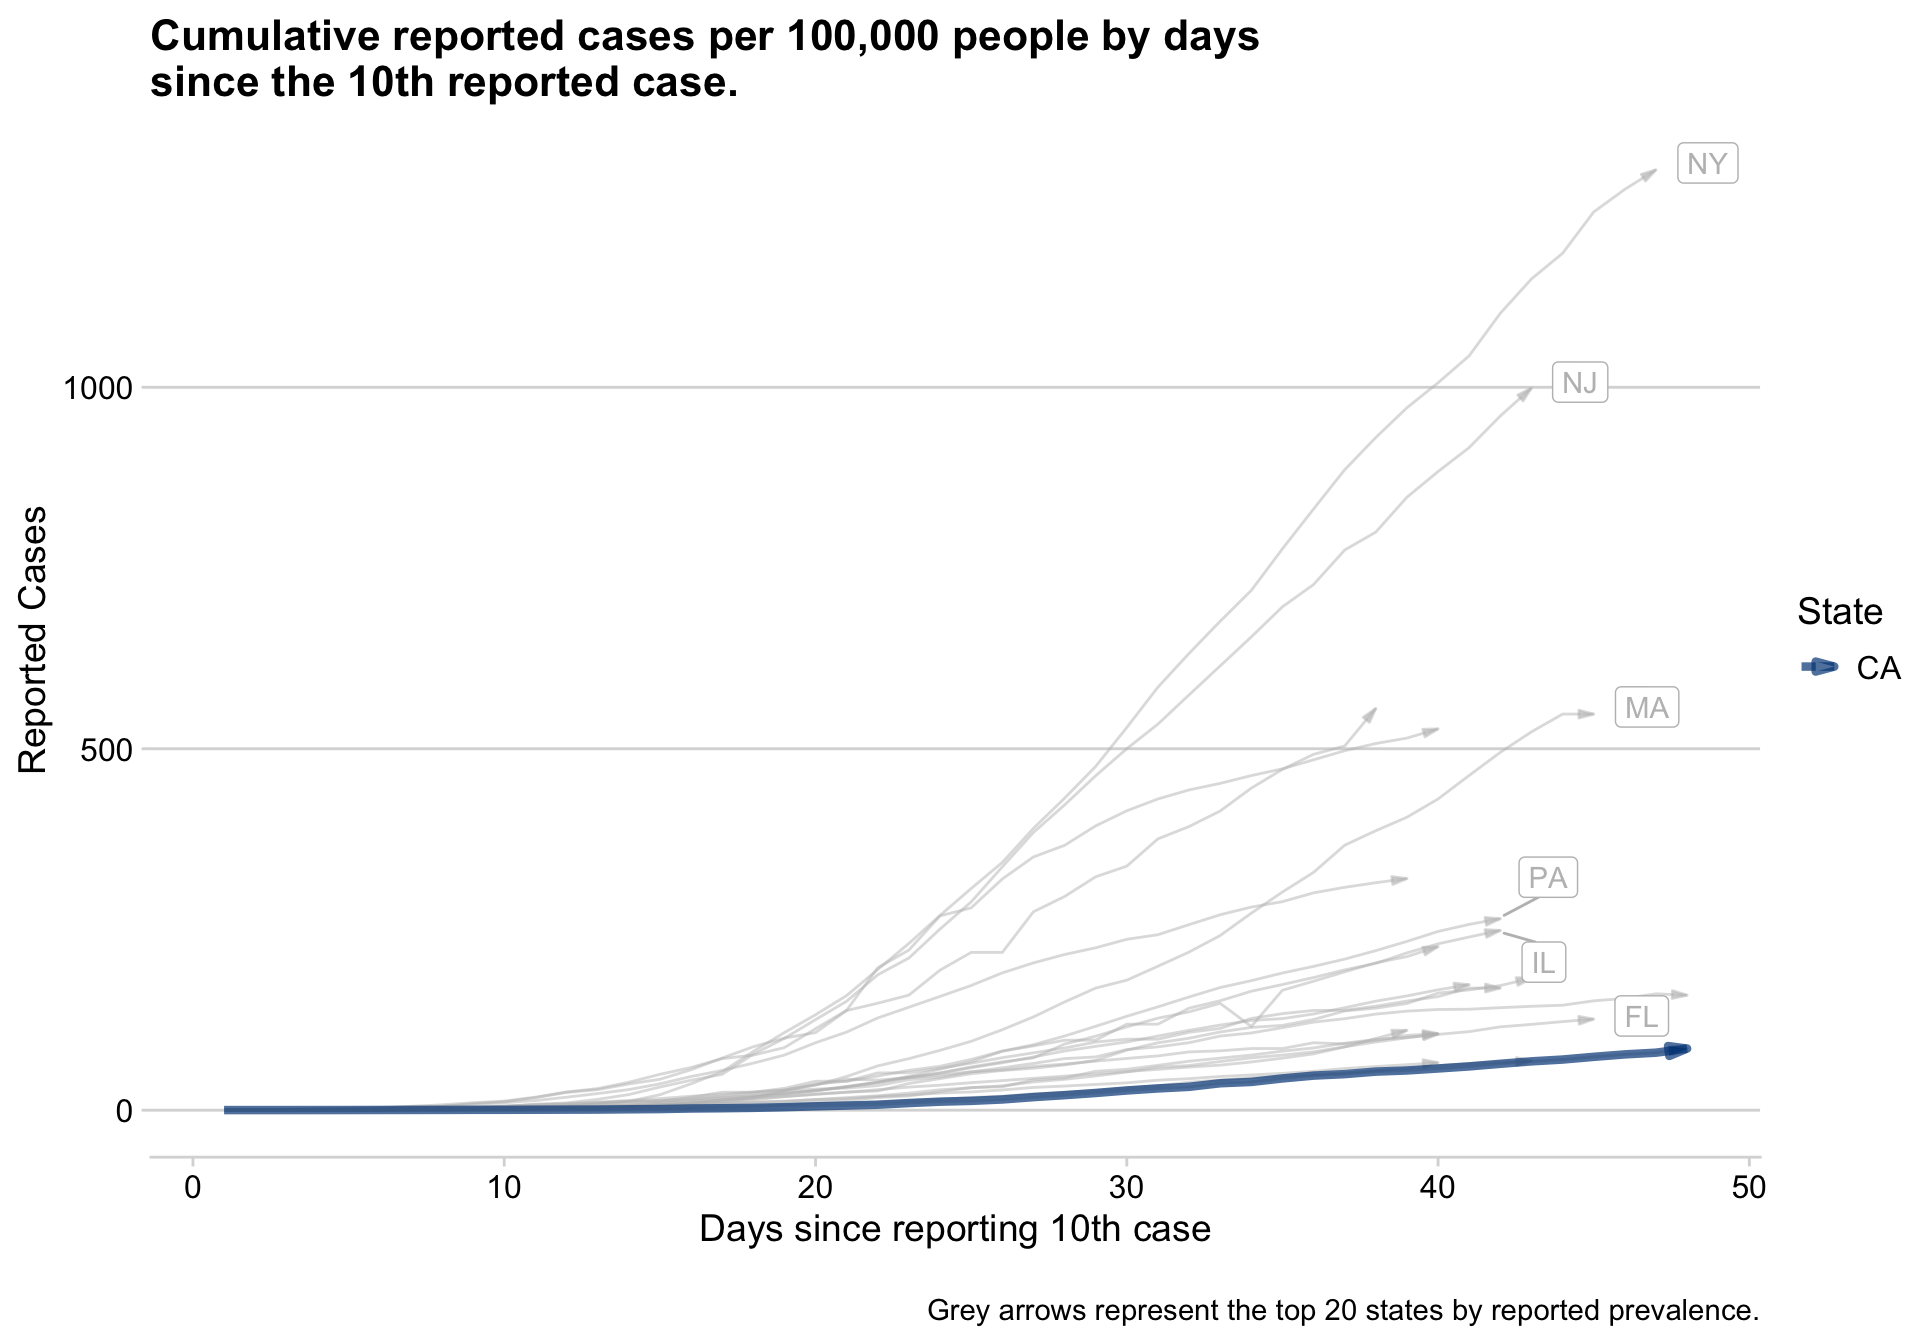 Cumulative reported cases per 100,000 people by days
since the 10th reported case.
NY
1000
NJ
Reported Cases
State
CA
MA
500
PA
IL
FL
0
0 10 20 30 40 50
Days since reporting 10th case
Grey arrows represent the top 20 states by reported prevalence.